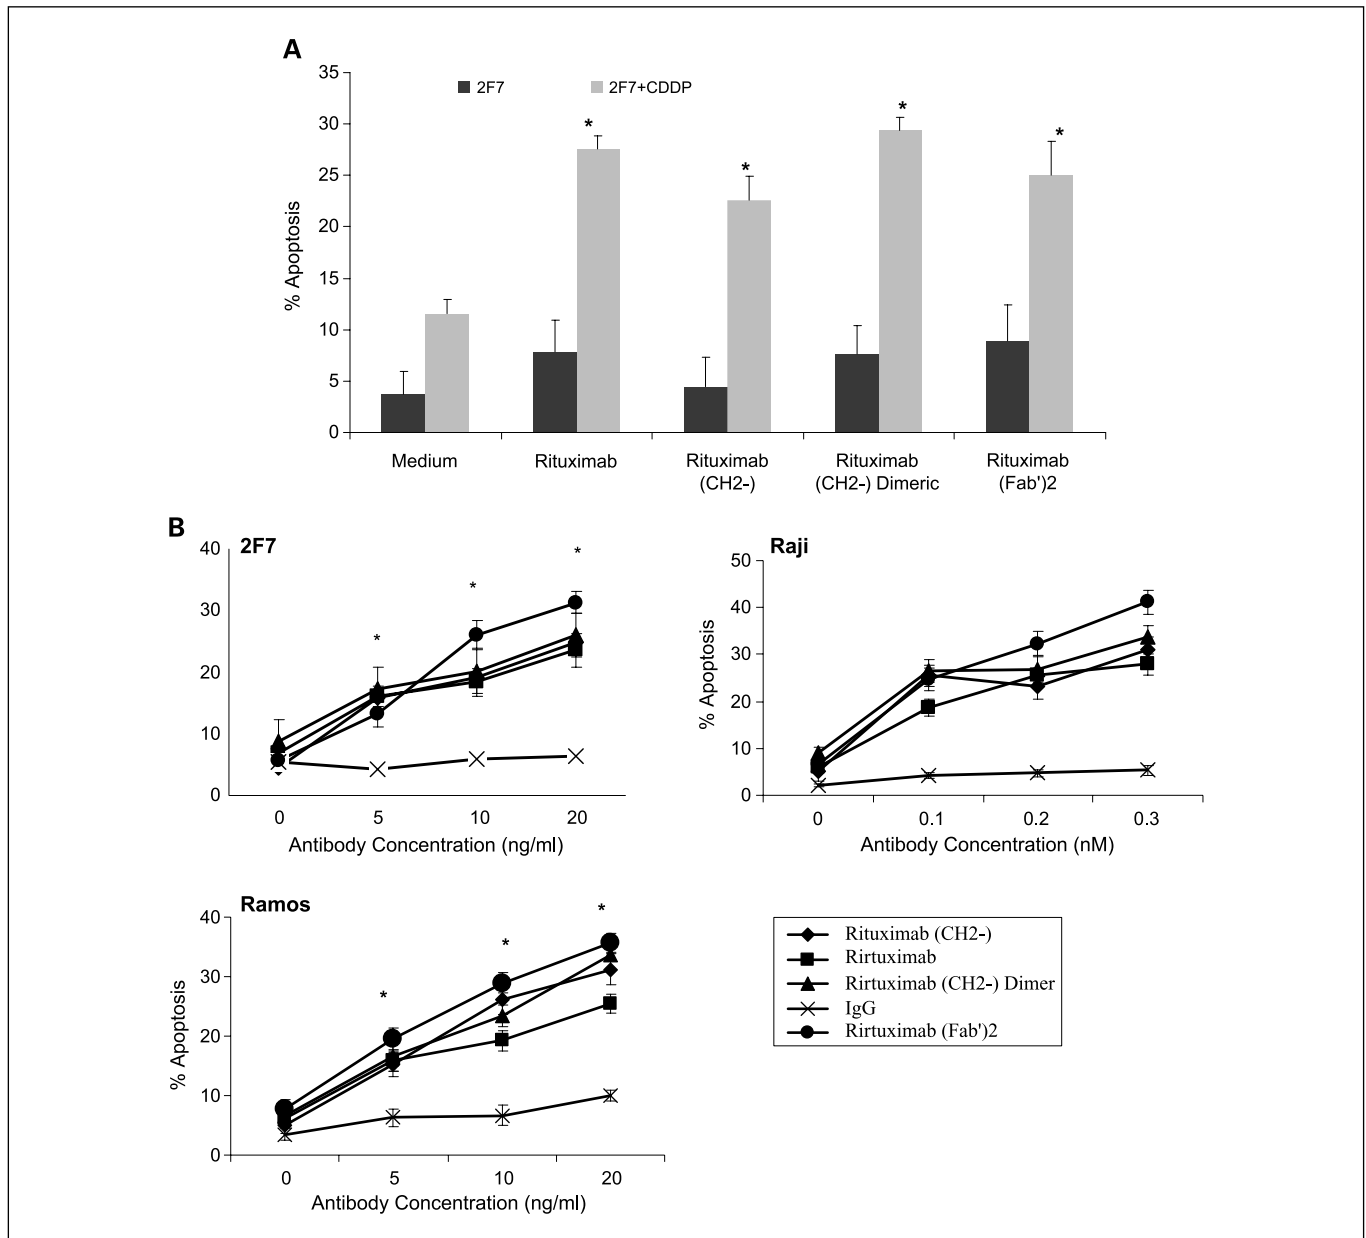 A
35
30
25
20
15
10
5
0
% Apoptosis
2F7 2F7+CDDP
* * * *
Medium Rituximab Rituximab Rituximab Rituximab
(CH2-) (CH2-) Dimeric (Fab')2
B
2F7
40
30
20
10
0
* * *
0 5 10 20
Antibody Concentration (ng/ml)
Raji
50
40
30
20
10
0
% Apoptosis
0 0.1 0.2 0.3
Antibody Concentration (nM)
Ramos
40
30
20
10
0
% Apoptosis
* * *
0 5 10 20
Antibody Concentration (ng/ml)
Rituximab (CH2-)
Rirtuximab
Rirtuximab (CH2-) Dimer
IgG
Rirtuximab (Fab')2